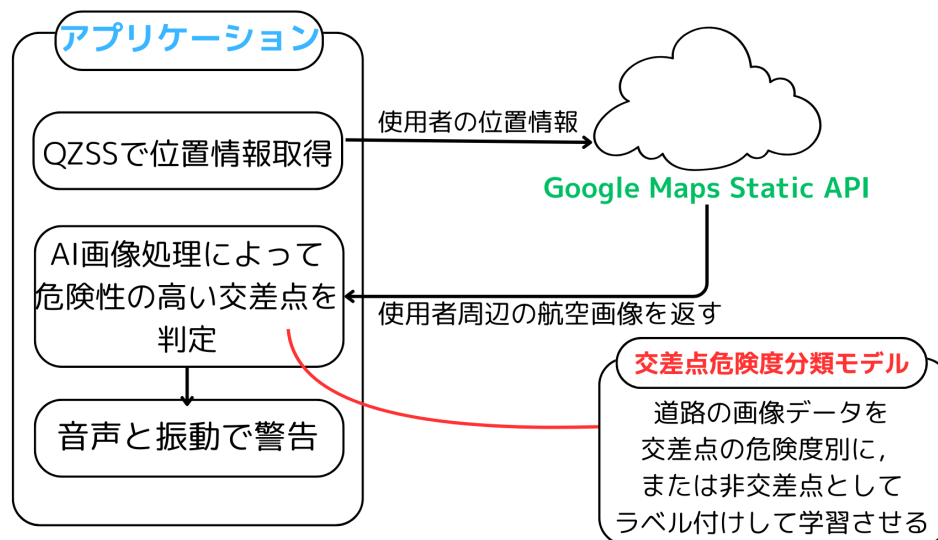 アプリケーション
QZSSで位置情報取得
使用者の位置情報
Google Maps Static API
AI画像処理によって
危険性の高い交差点を
判定
使用者周辺の航空画像を返す
音声と振動で警告
交差点危険度分類モデル
道路の画像データを
交差点の危険度別に，
または非交差点として
ラベル付けして学習させる